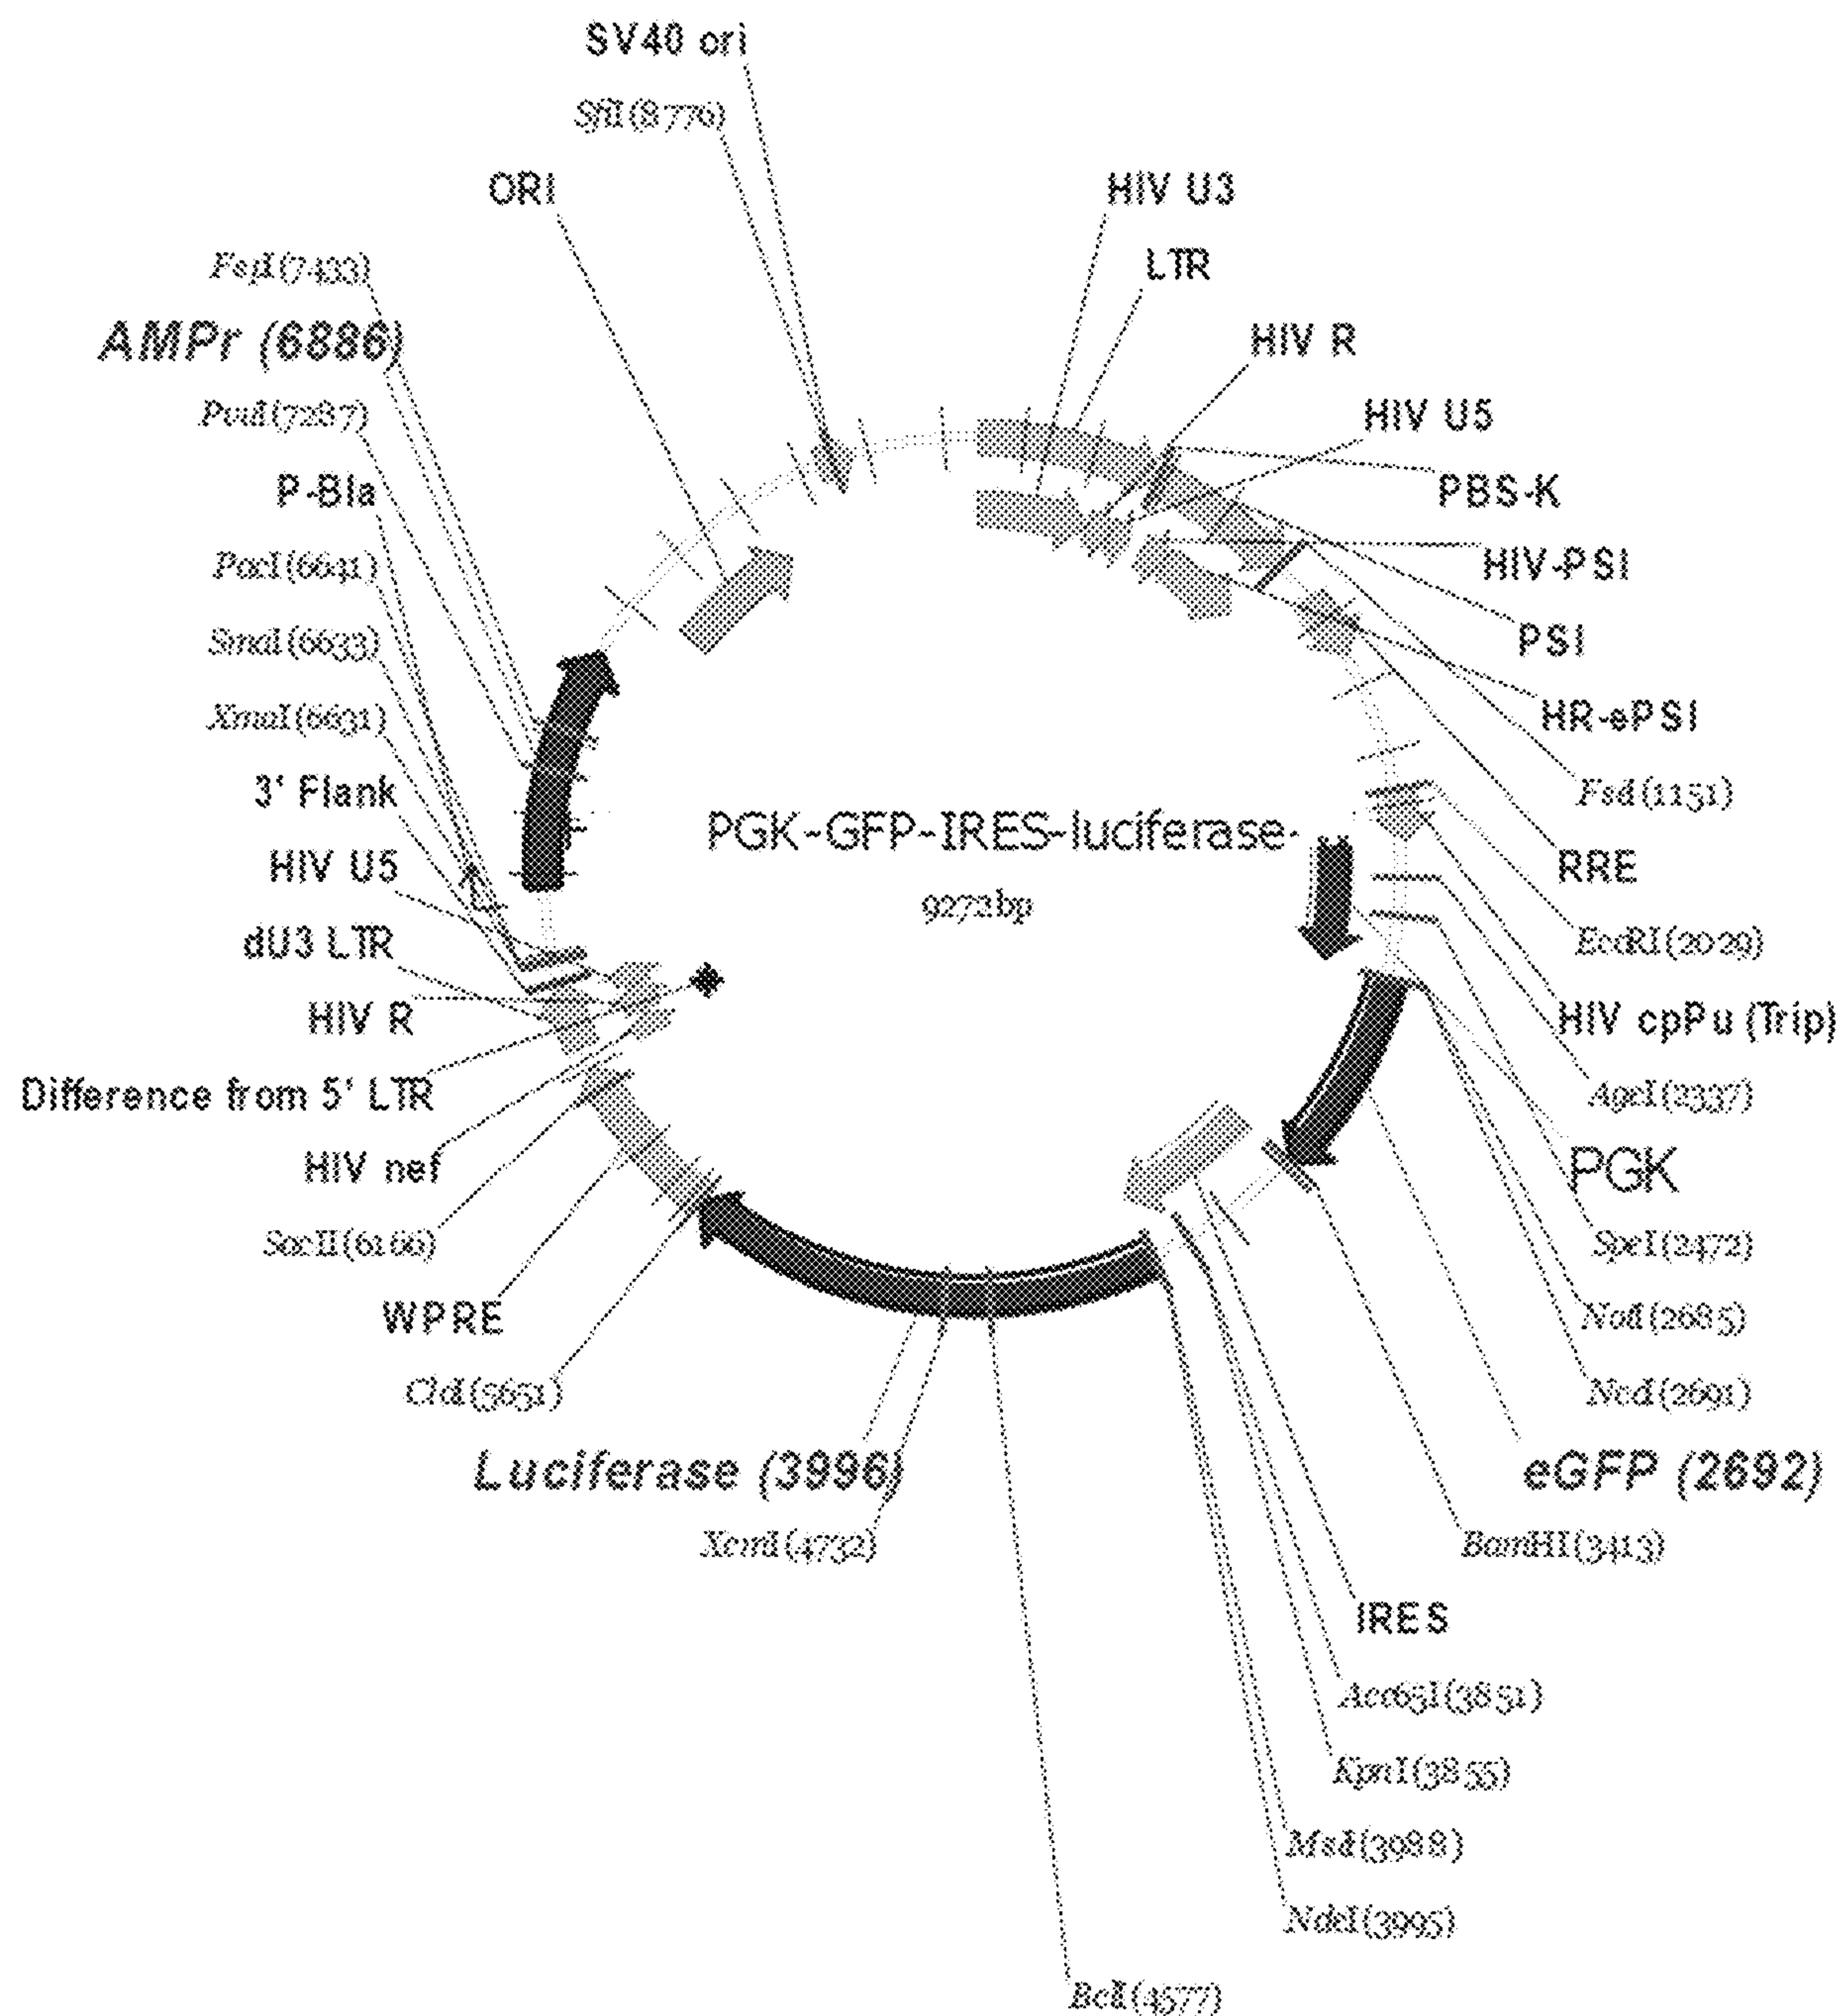 SV40 ori
SfiI (8776)
ORI
HIV U3
LTR
FspI (7433)
HIV R
AMPr (6886)
HIV U5
PvuI (7287)
PBS-K
P-Bla
HIV-PSI
PacI (6641)
PSI
SmaI (6633)
HR-ePSI
XmaI (6631)
FseI (1151)
3' Flank
PGK-GFP-IRES-luciferase-
RRE
HIV U5
9272 bp
EcoRI (2029)
dU3 LTR
HIV cpPu (Trip)
HIV R
AgeI (2337)
Difference from 5' LTR
PGK
HIV nef
SpeI (2472)
SacII (6166)
NotI (2685)
WPRE
NcoI (2691)
ClaI (5651)
Luciferase (3996)
eGFP (2692)
XcmI (4732)
BamHI (3413)
IRES
Acc65I (3851)
KpnI (3855)
(3988)
NdeI (3995)
BclI (4577)